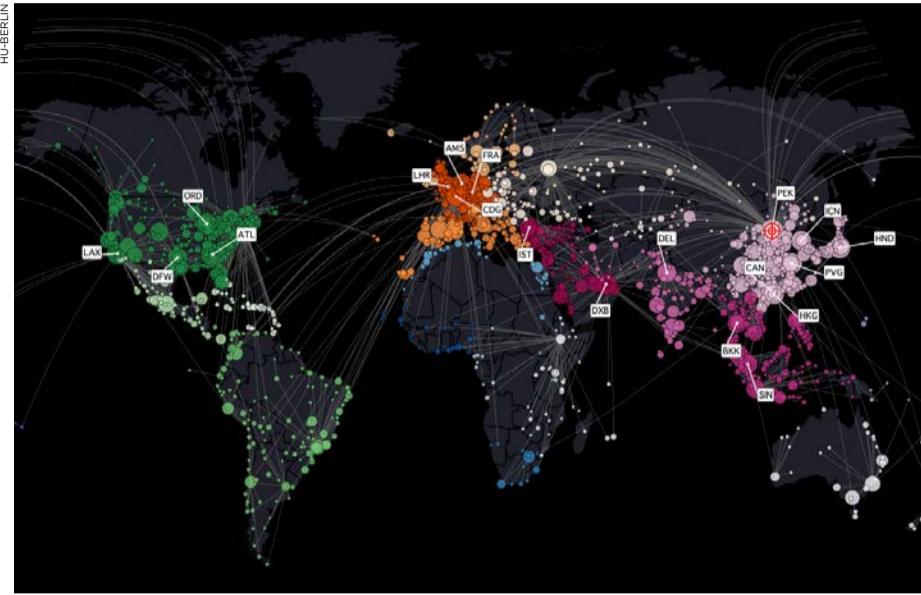 HU-BERLIN
AMS
FRA
LHR
CDG
ORD
ATL
LAX
DFW
IST
DXB
DEL
PEK
ICN
HND
CAN
PVG
HKG
BKK
SIN